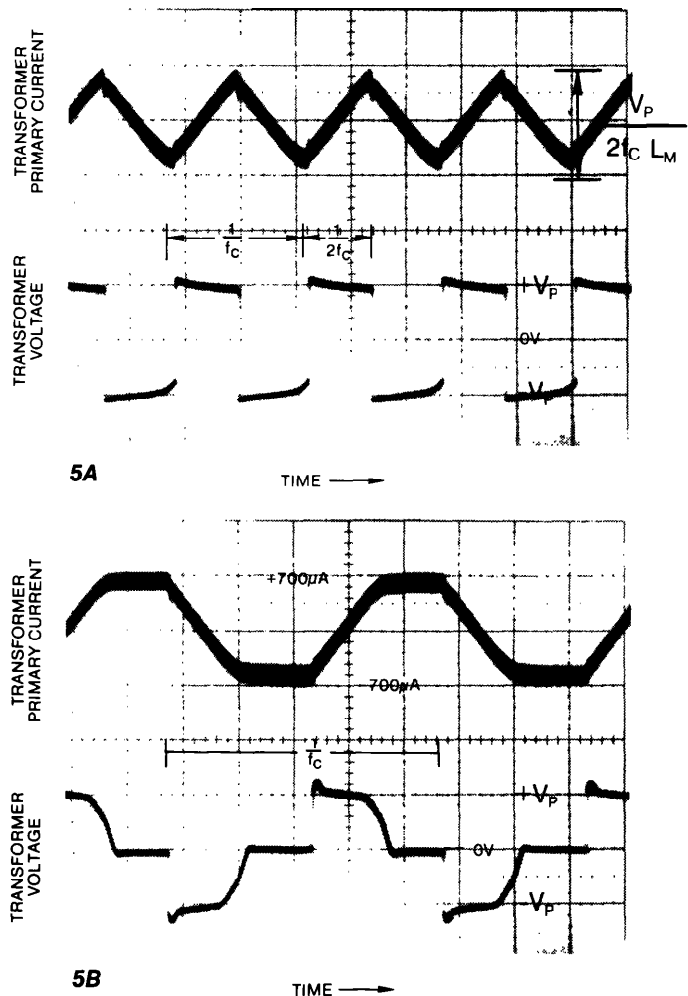 TRANSFORMER
PRIMARY CURRENT
V_P
2f_C L_M
1
f_C
1
2f_C
TRANSFORMER
VOLTAGE
+V_P
0V
-V_P
5A
TIME
TRANSFORMER
PRIMARY CURRENT
+700µA
-700µA
1
f_C
TRANSFORMER
VOLTAGE
+V_P
0V
-V_P
5B
TIME